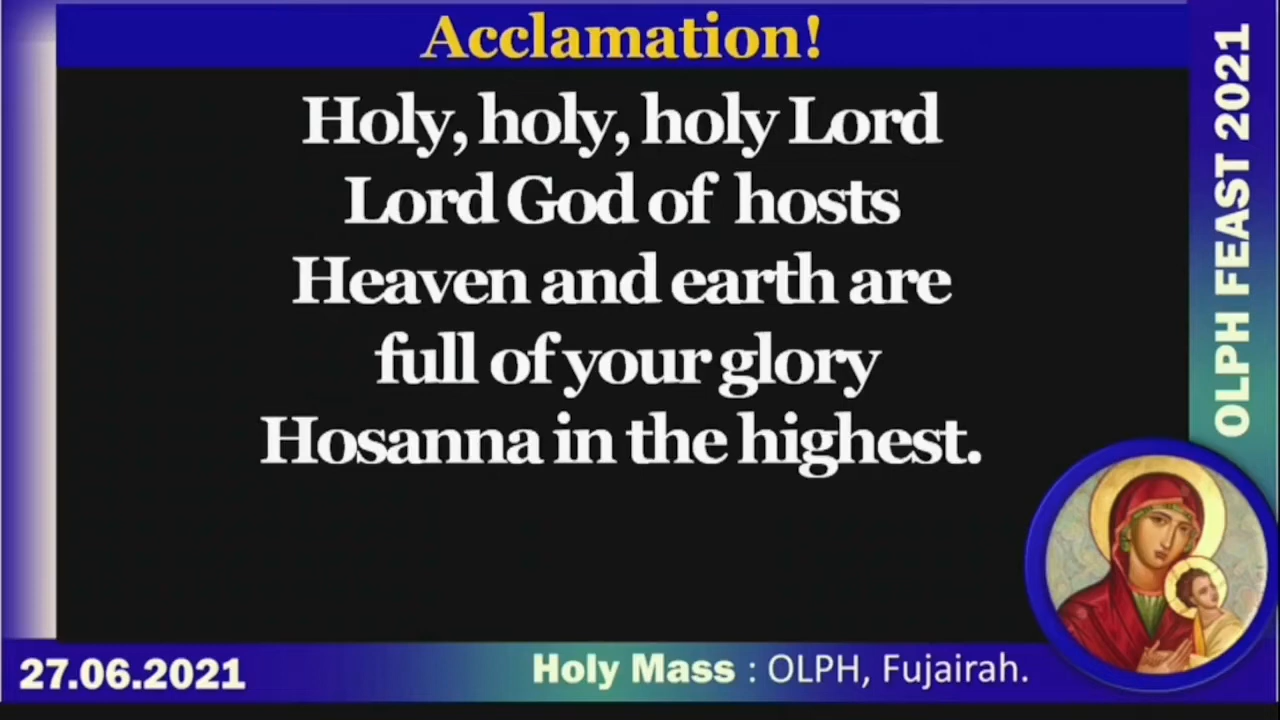 Acclamation!
Holy, holy, holy Lord
Lord God of hosts
Heaven and earth are
full of your glory
Hosanna in the highest.
OLPH FEAST 2021
27.06.2021
Holy Mass : OLPH, Fujairah.